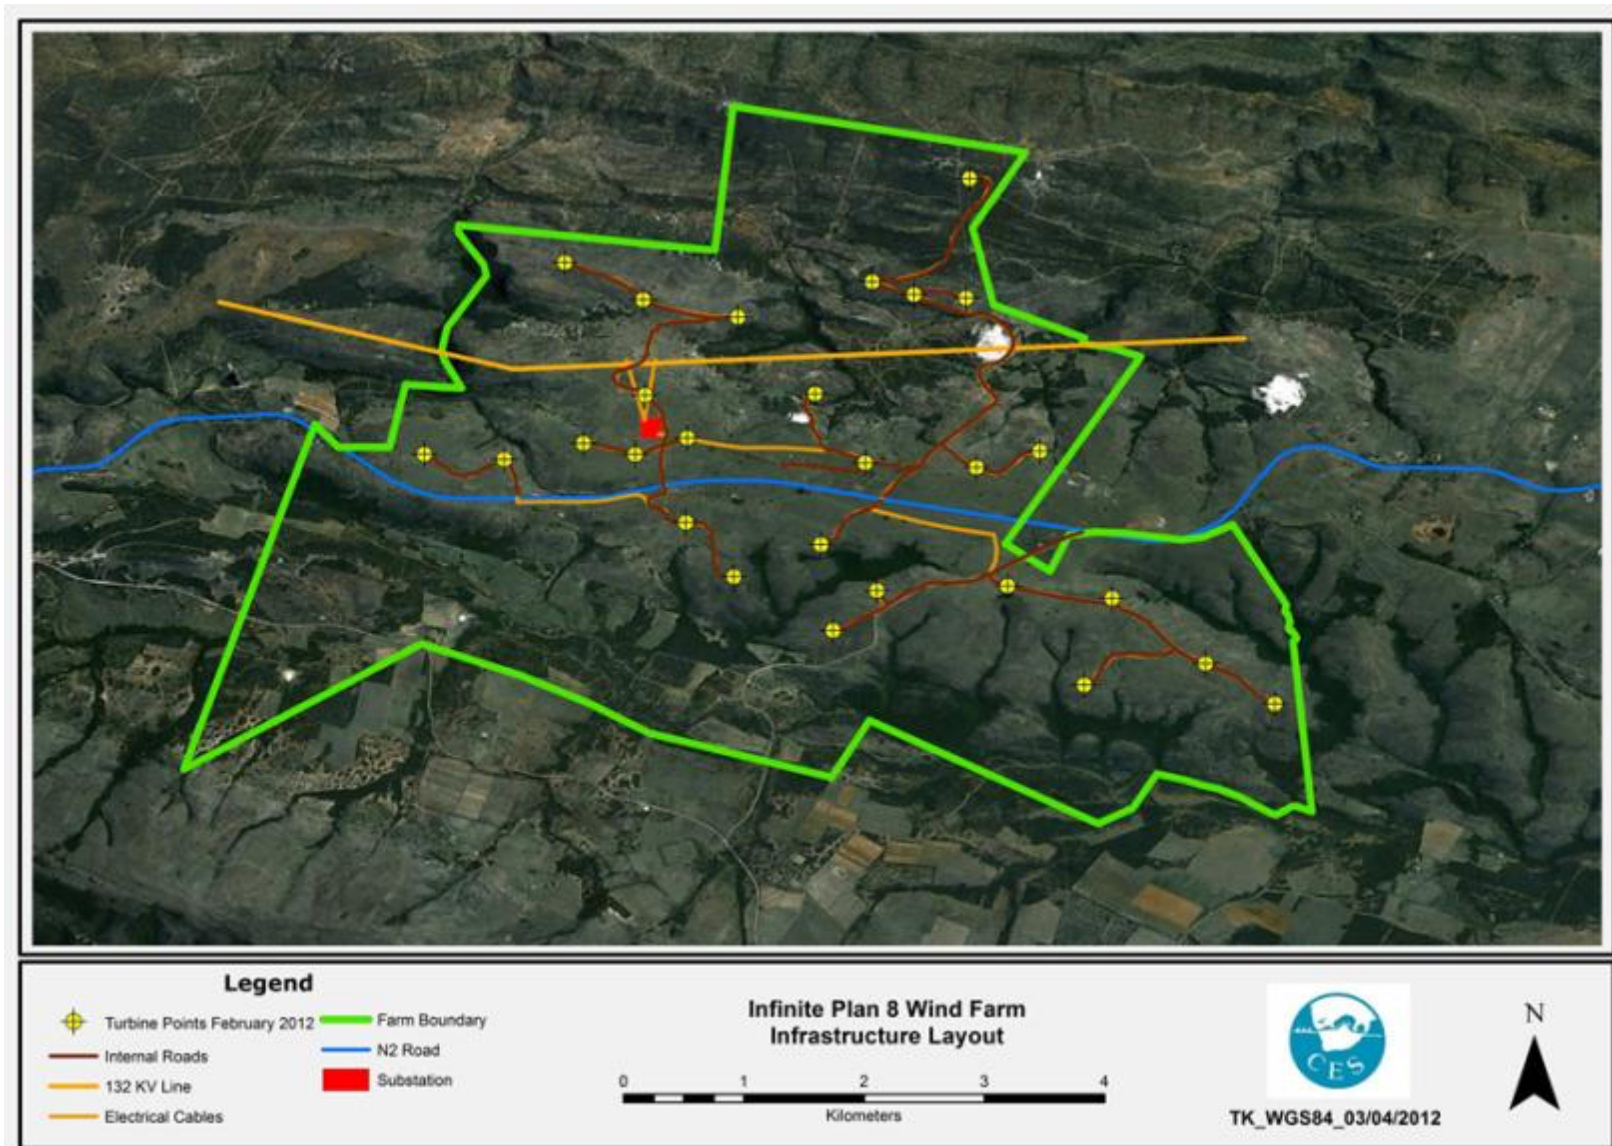 Legend
Turbine Points February 2012
Internal Roads
132 KV Line
Electrical Cables
Farm Boundary
N2 Road
Substation
Infinite Plan 8 Wind Farm
Infrastructure Layout
0 1 2 3 4
Kilometers
CES
TK_WGS84_03/04/2012
N